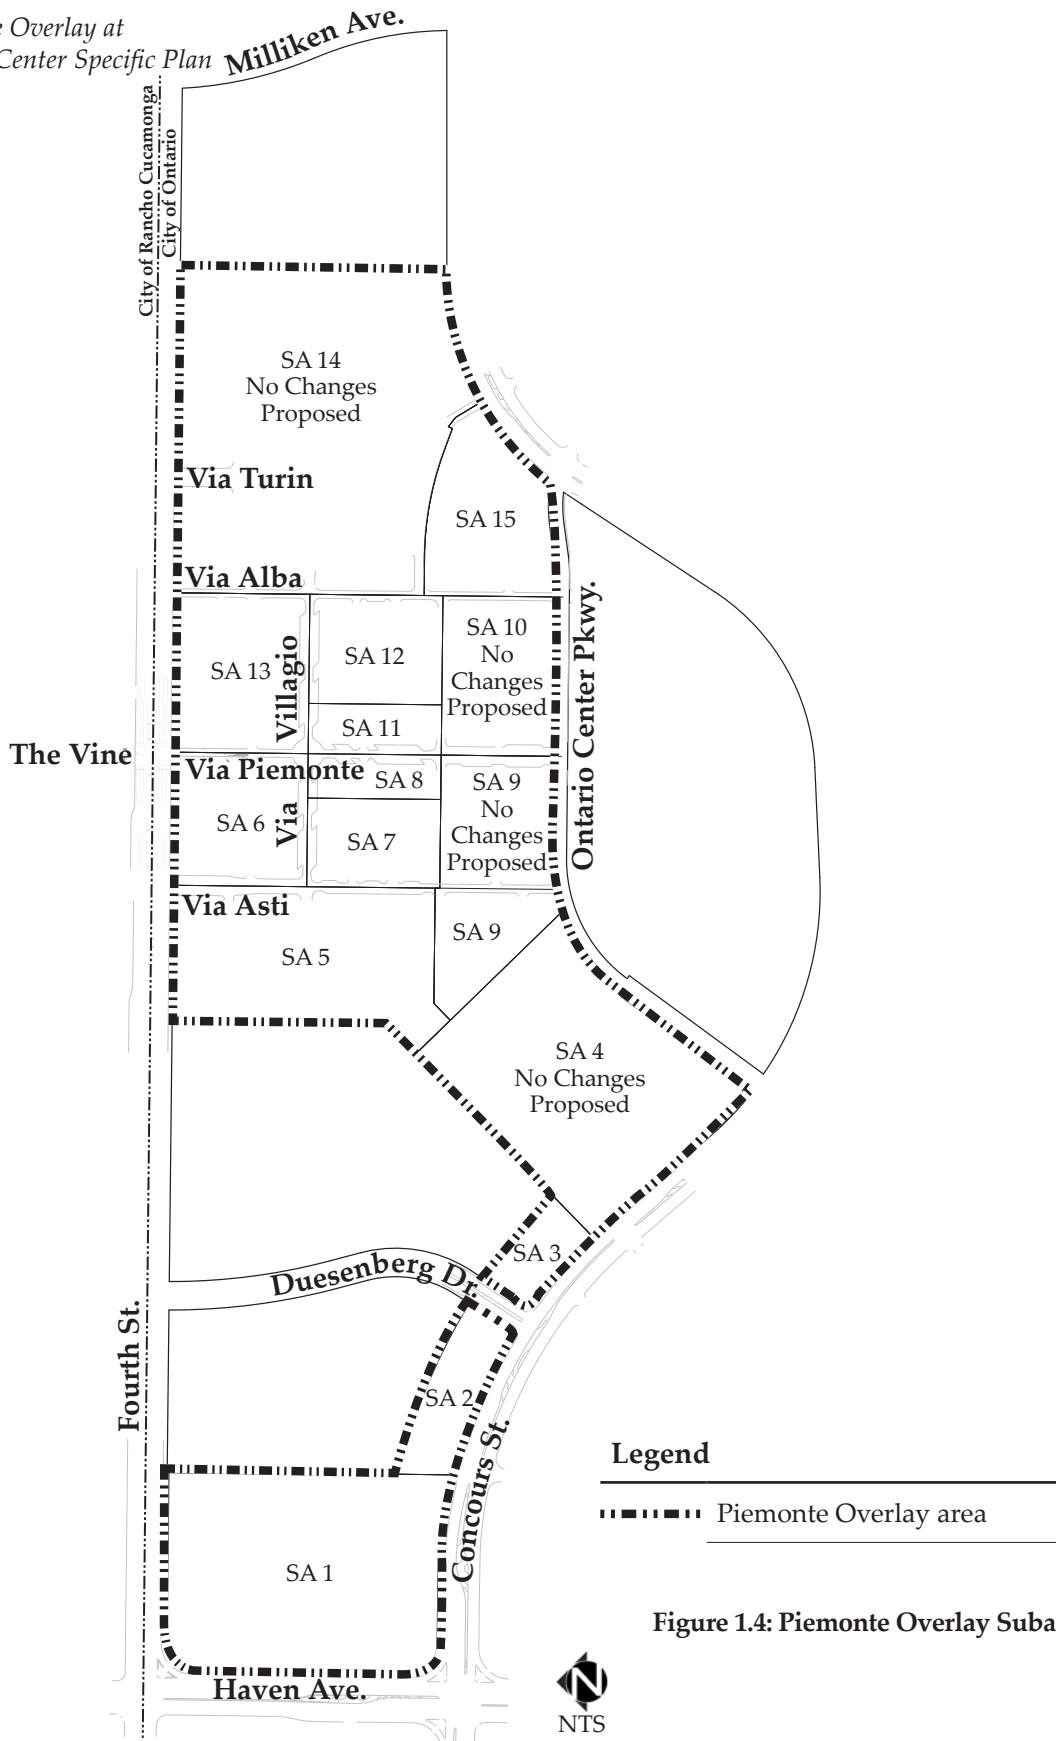 e Overlay at
Center Specific Plan
Milliken Ave.
City of Rancho Cucamonga
City of Ontario
SA 14
No Changes
Proposed
Via Turin
SA 15
Via Alba
SA 10
No
Changes
Proposed
SA 12
SA 13
Villagio
SA 11
Ontario Center Pkwy.
The Vine
Via Piemonte
SA 8
SA 9
No
Changes
Proposed
SA 6
Via
SA 7
Via Asti
SA 9
SA 5
SA 4
No Changes
Proposed
SA 3
Duesenberg Dr.
Fourth St.
SA 2
Concours St.
Legend
Piemonte Overlay area
SA 1
Figure 1.4: Piemonte Overlay Suba
Haven Ave.
N
NTS